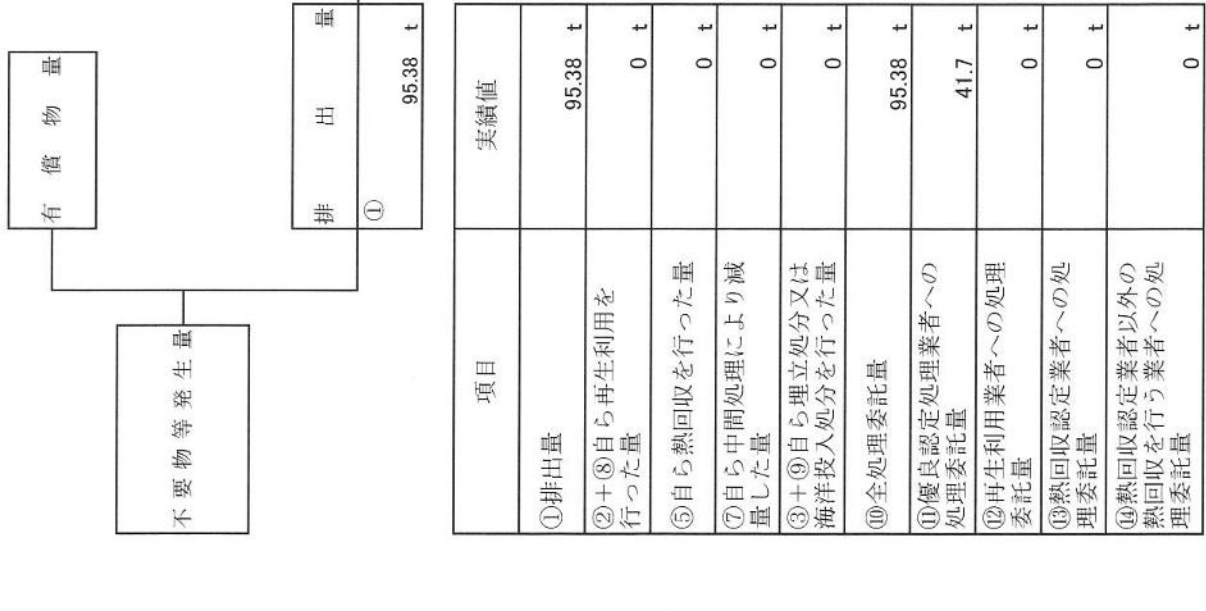 有償物量
不要物等発生量
排出量
①
95.38 t
項目
実績値
①排出量
95.38 t
②+⑧自ら再生利用を
行った量
0 t
⑤自ら熱回収を行った量
0 t
⑦自ら中間処理により減
量した量
0 t
③+⑨自ら埋立処分又は
海洋投入処分を行った量
0 t
⑩全処理委託量
95.38 t
⑪優良認定処理業者への
処理委託量
41.7 t
⑫再生利用業者への処理
委託量
0 t
⑬熱回収認定業者への処
理委託量
0 t
⑭熱回収認定業者以外の
熱回収を行う業者への処
理委託量
0 t